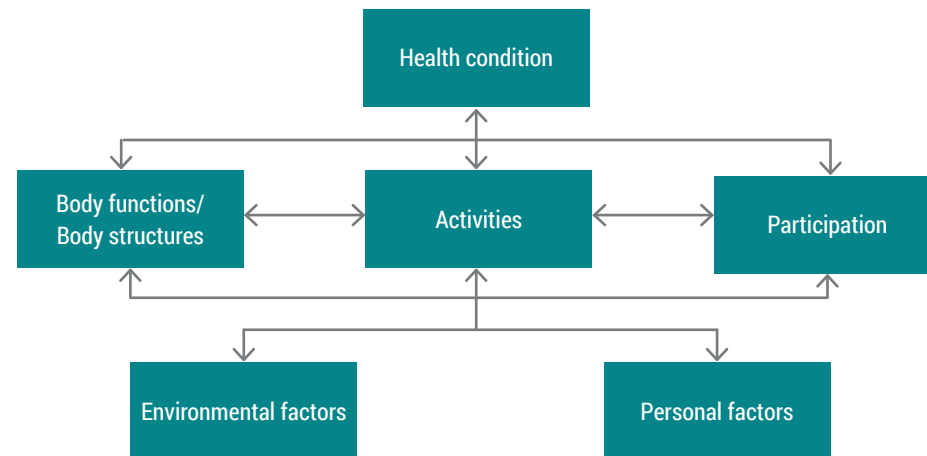 Health condition
Body functions/
Body structures
Activities
Participation
Environmental factors
Personal factors